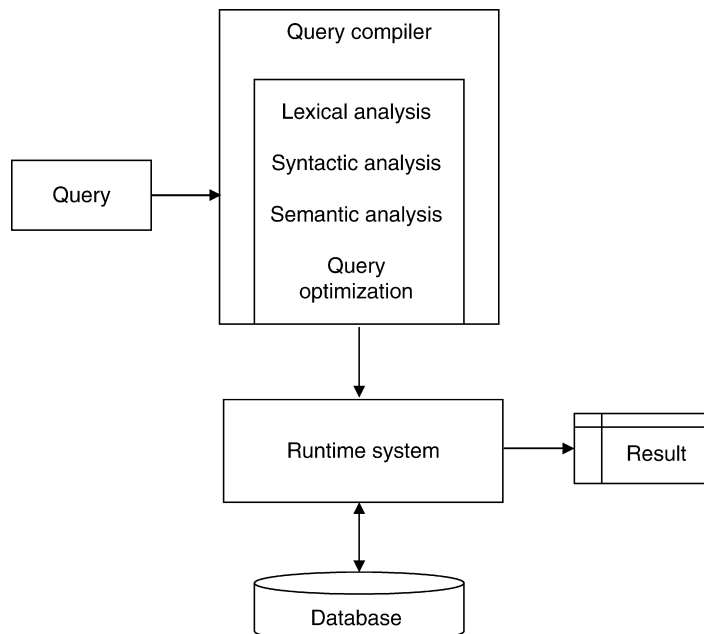 Query compiler
Lexical analysis
Syntactic analysis
Query
Semantic analysis
Query
optimization
Runtime system
Result
Database